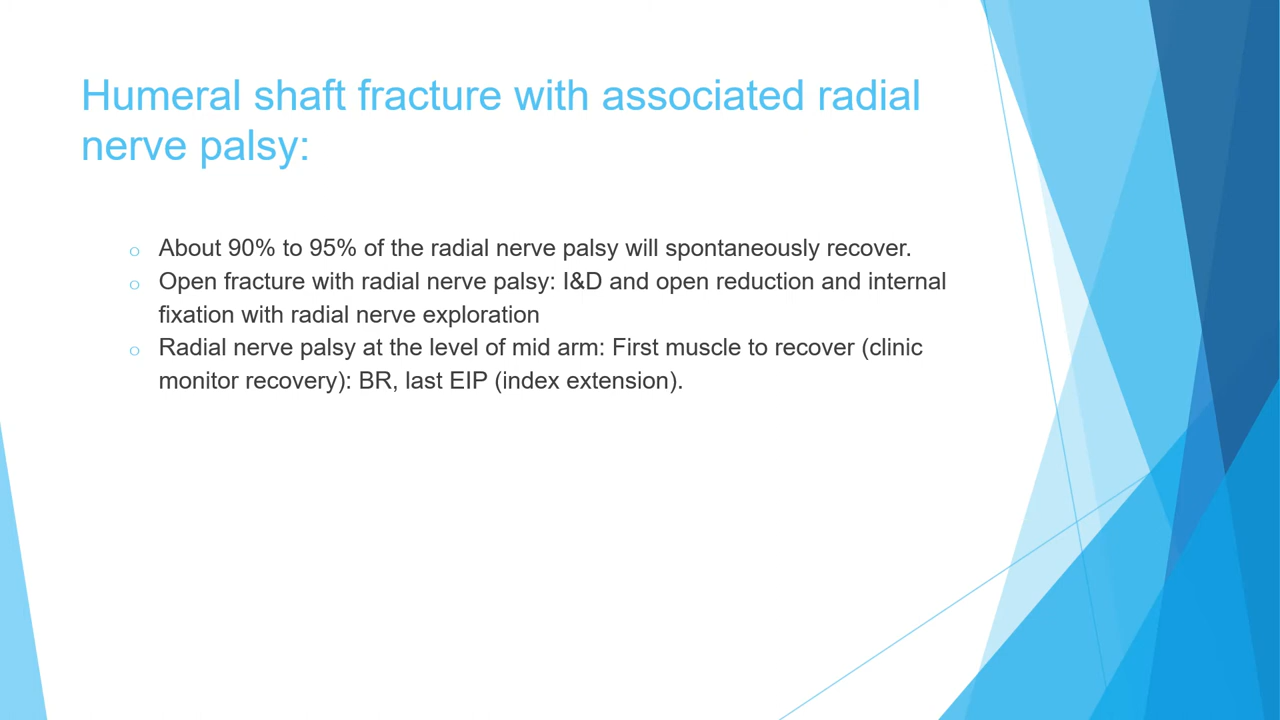 Humeral shaft fracture with associated radial
nerve palsy:
About 90% to 95% of the radial nerve palsy will spontaneously recover.
Open fracture with radial nerve palsy: I&D and open reduction and internal
fixation with radial nerve exploration
Radial nerve palsy at the level of mid arm: First muscle to recover (clinic
monitor recovery): BR, last EIP (index extension).